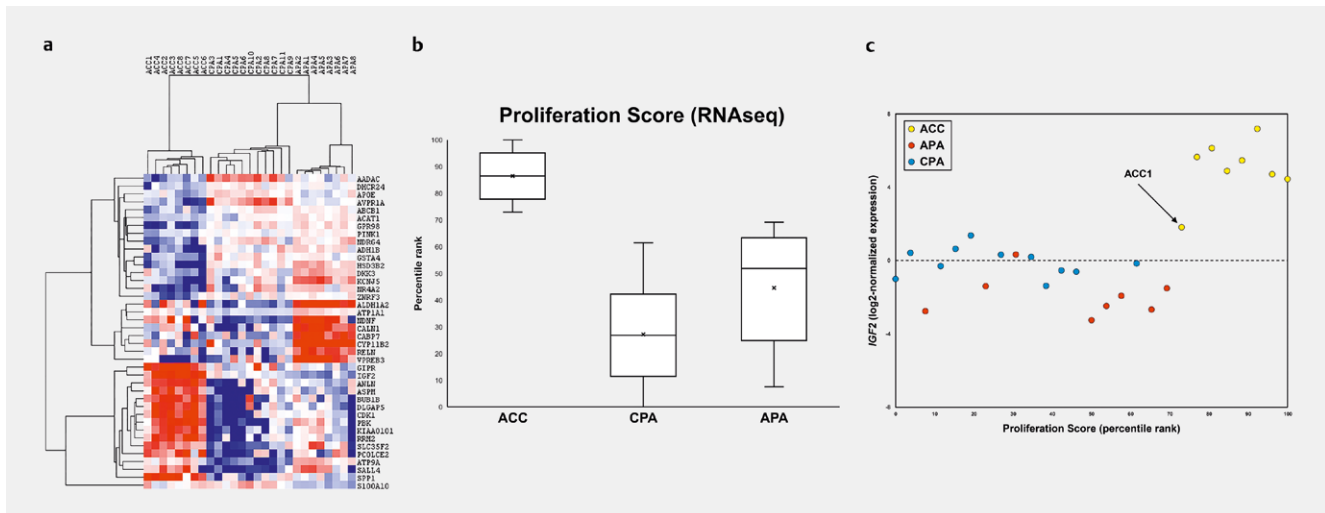 a
ACC1
ACC4
ACC2
ACC3
ACC8
ACC7
ACC5
ACC6
CPA3
CPA1
CPA4
CPA5
CPA6
CPA10
CPA2
CPA8
CPA7
CPA11
CPA9
APA2
APA1
APA4
APA5
APA3
APA6
APA7
APA8
AADAC
DHCR24
APOE
AVPR1A
ABCB1
ACAT1
GPR98
PINK1
NDRG4
ADH1B
GSTA4
HSD3B2
DKK3
KCNJ5
NR4A2
ZNRF3
ALDH1A2
ATP1A1
NDNF
CALN1
CABP7
CYP11B2
RELN
VPREB3
GIPR
IGF2
ANLN
ASPM
BUB1B
DLGAP5
CDK1
PBK
KIAA0101
RRM2
SLC35F2
PCOLCE2
ATP9A
SALL4
SPP1
S100A10
b
Proliferation Score (RNAseq)
Percentile rank
100
90
80
70
60
50
40
30
20
10
0
ACC CPA APA
c
IGF2 (log2-normalized expression)
8
4
0
-4
-8
ACC
APA
CPA
ACC1
0 10 20 30 40 50 60 70 80 90 100
Proliferation Score (percentile rank)